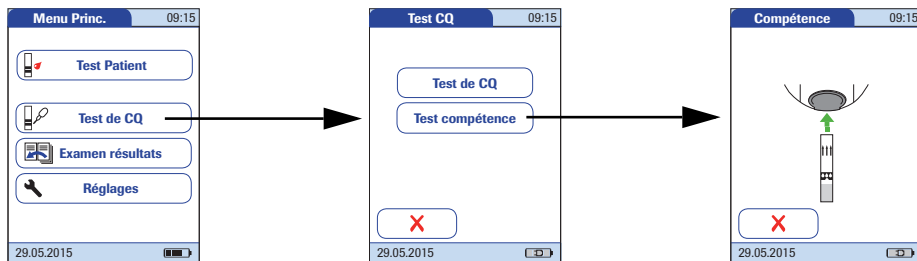 Menu Princ. 09:15
Test Patient
Test de CQ
Examen résultats
Réglages
29.05.2015
Test CQ 09:15
Test de CQ
Test compétence
29.05.2015
Compétence 09:15
29.05.2015